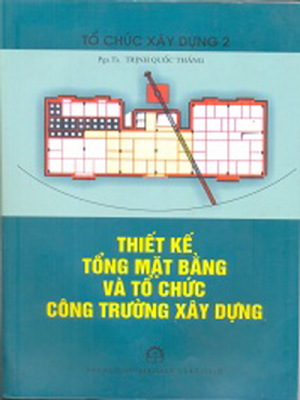 TỔ CHỨC XÂY DỰNG 2
Pgs.Ts. TRỊNH QUỐC THẮNG
THIẾT KẾ
TỔNG MẶT BẰNG
VÀ TỔ CHỨC
CÔNG TRƯỜNG XÂY DỰNG